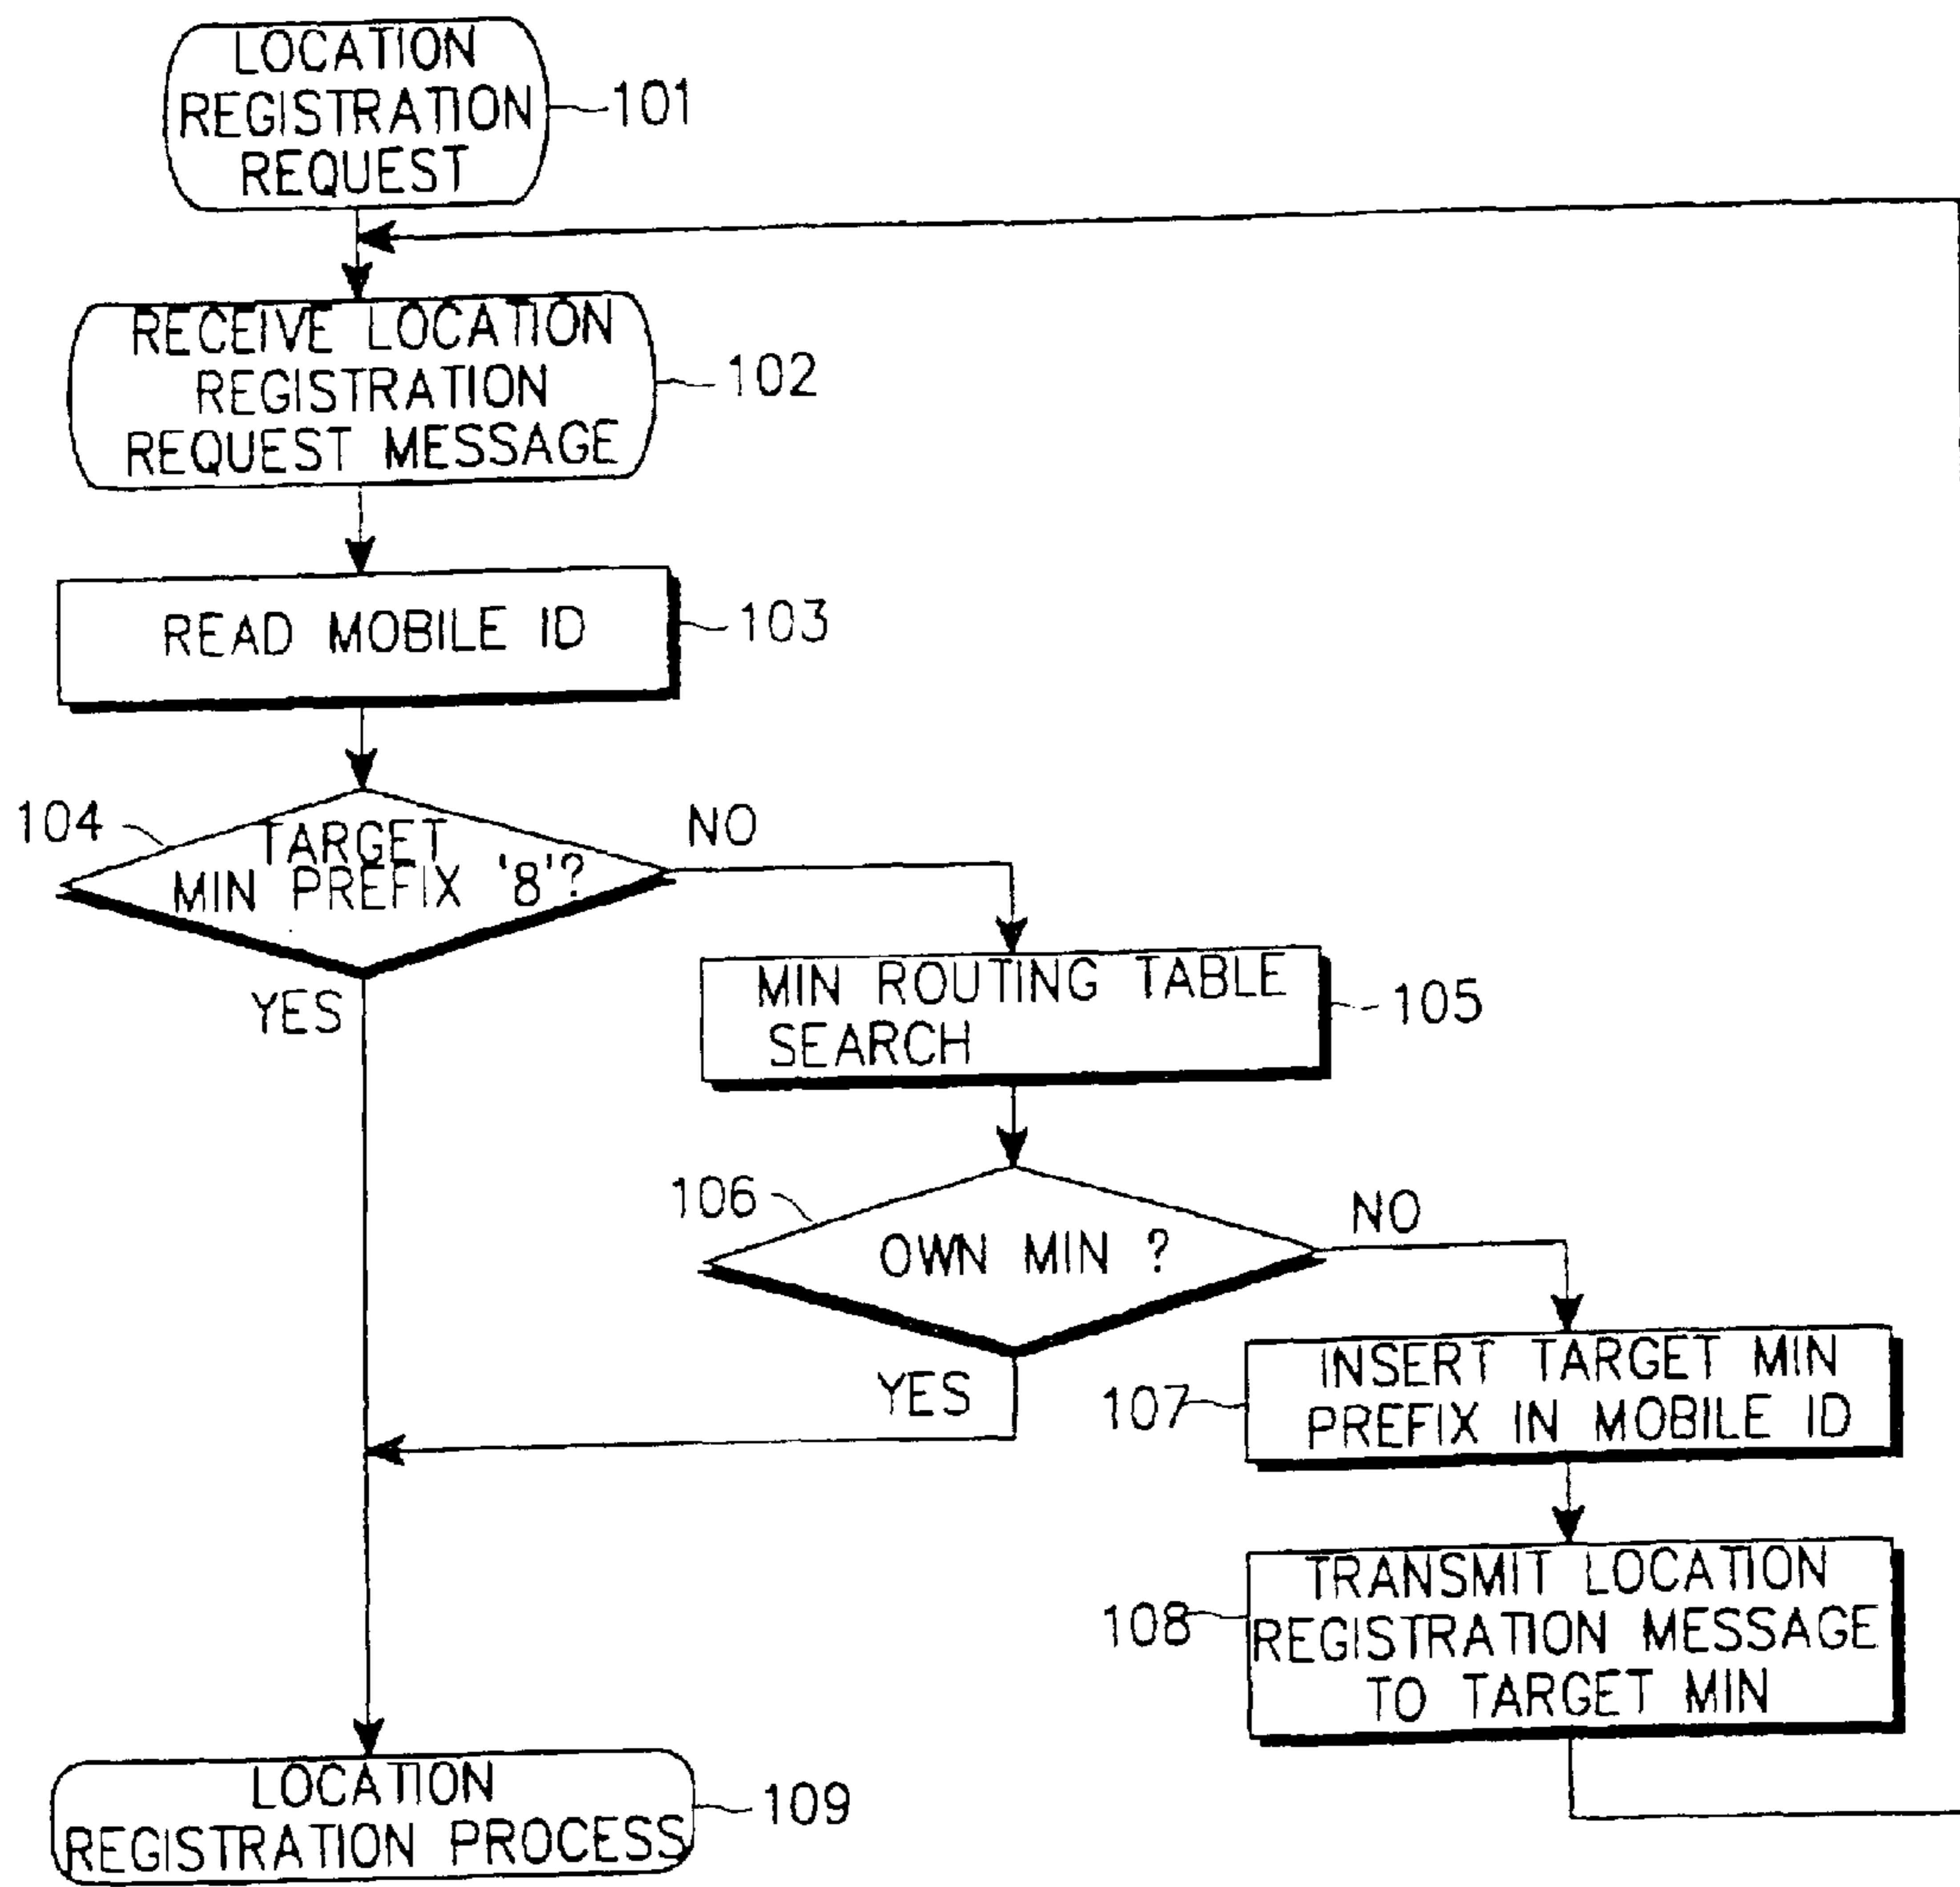 LOCATION
REGISTRATION
REQUEST
101
RECEIVE LOCATION
REGISTRATION
REQUEST MESSAGE
102
READ MOBILE ID
103
104
TARGET
MIN PREFIX '8'?
NO
YES
MIN ROUTING TABLE
SEARCH
105
106
OWN MIN ?
NO
YES
107
INSERT TARGET MIN
PREFIX IN MOBILE ID
108
TRANSMIT LOCATION
REGISTRATION MESSAGE
TO TARGET MIN
LOCATION
REGISTRATION PROCESS
109